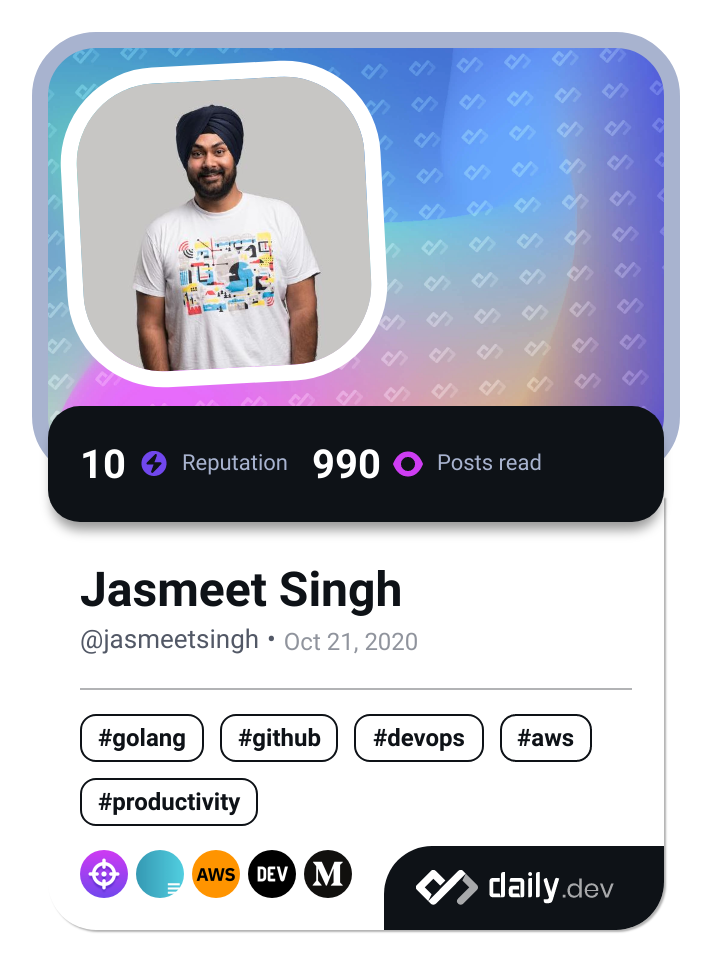 10 Reputation 990 Posts read
Jasmeet Singh
@jasmeetsingh • Oct 21, 2020
#golang #github #devops #aws
#productivity
AWS DEV M
daily.dev